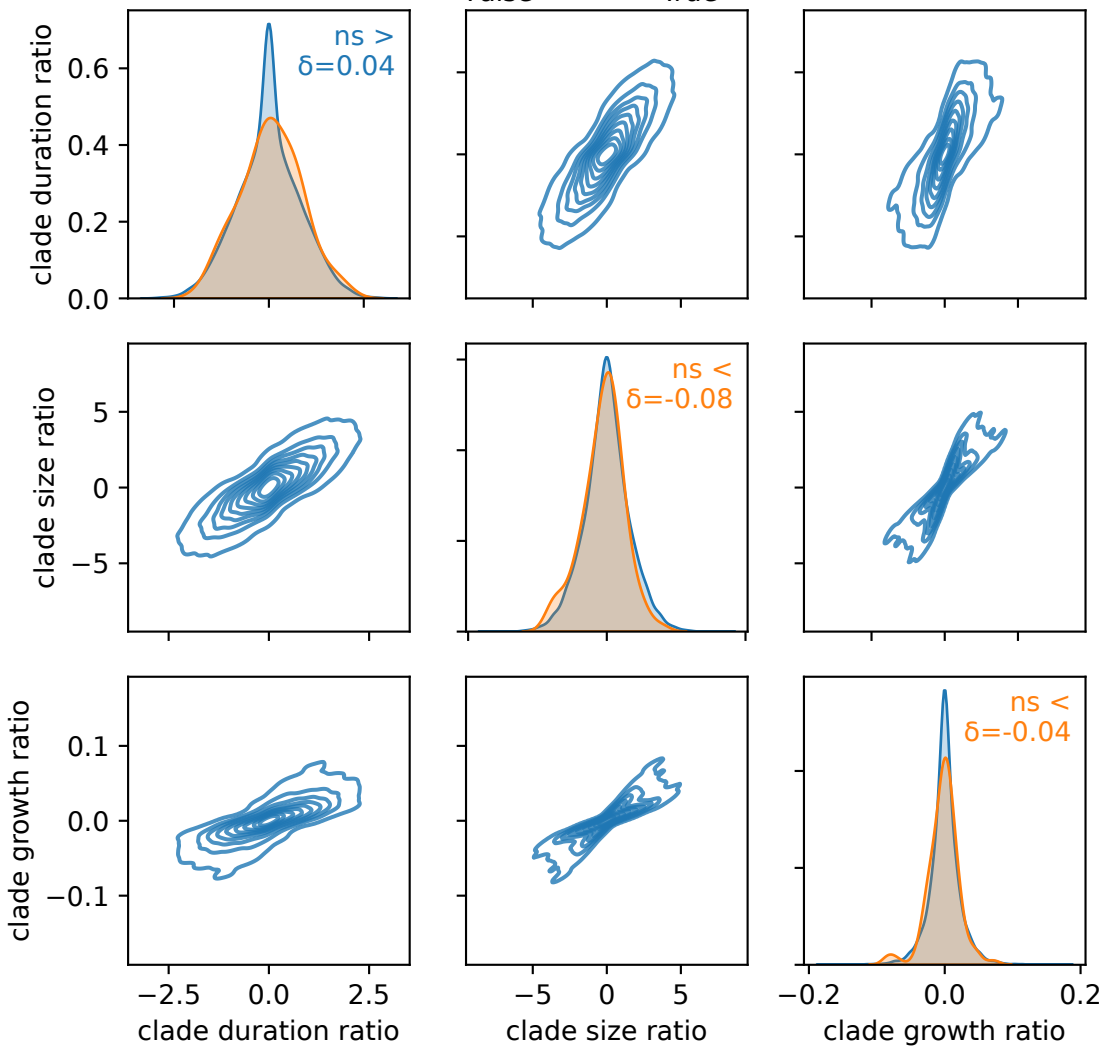 ns >
δ=0.04
clade duration ratio
0.6
0.4
0.2
0.0
ns <
δ=-0.08
clade size ratio
5
0
−5
ns <
δ=-0.04
clade growth ratio
0.1
0.0
−0.1
−2.5 0.0 2.5
−5 0 5
−0.2 0.0 0.2
clade duration ratio
clade size ratio
clade growth ratio